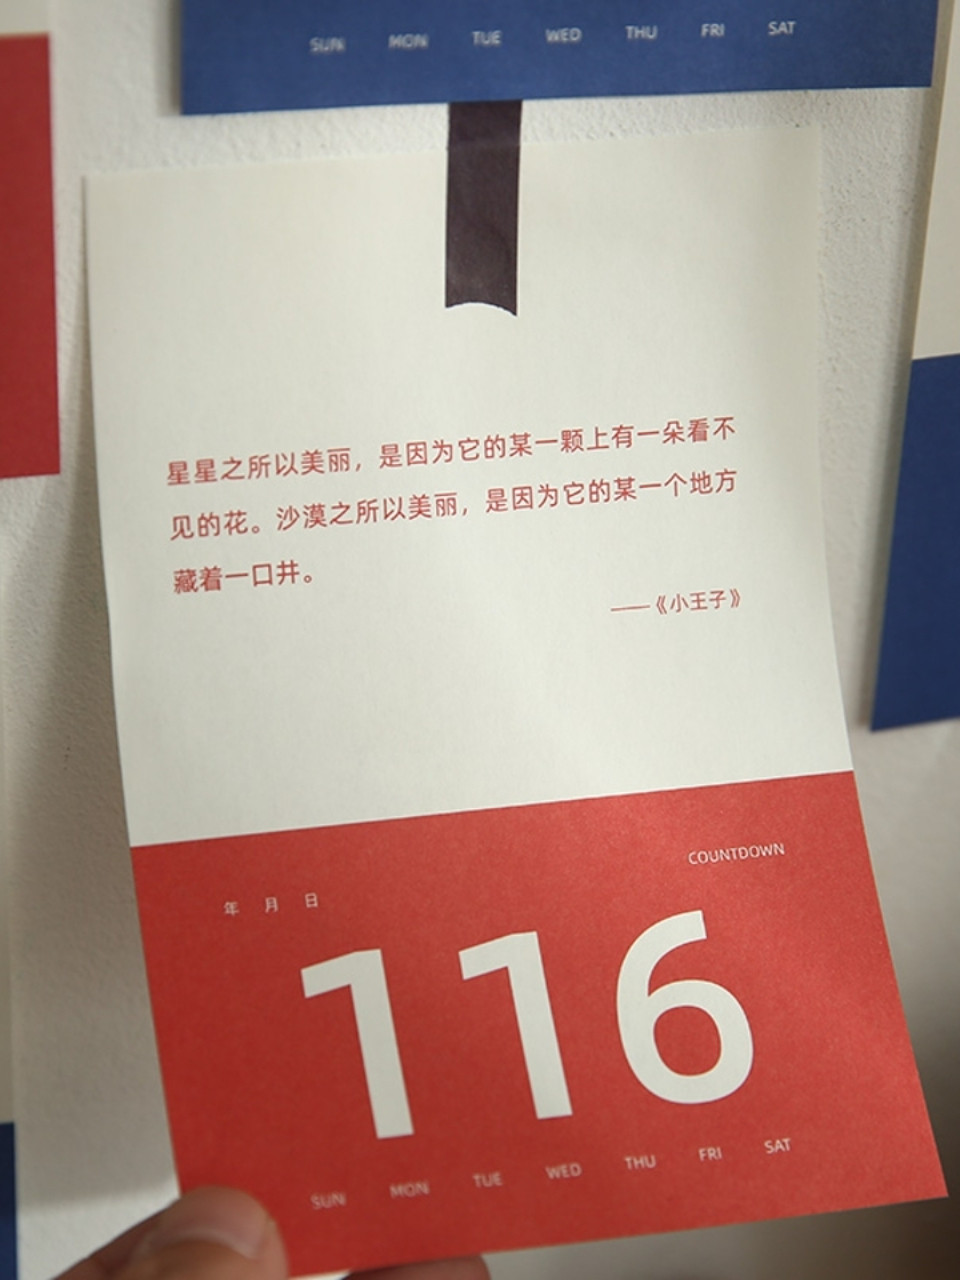 SUN MON TUE WED THU FRI SAT
星星之所以美丽，是因为它的某一颗上有一朵看不
见的花。沙漠之所以美丽，是因为它的某一个地方
藏着一口井。
——《小王子》
COUNTDOWN
年 月 日
116
SUN MON TUE WED THU FRI SAT